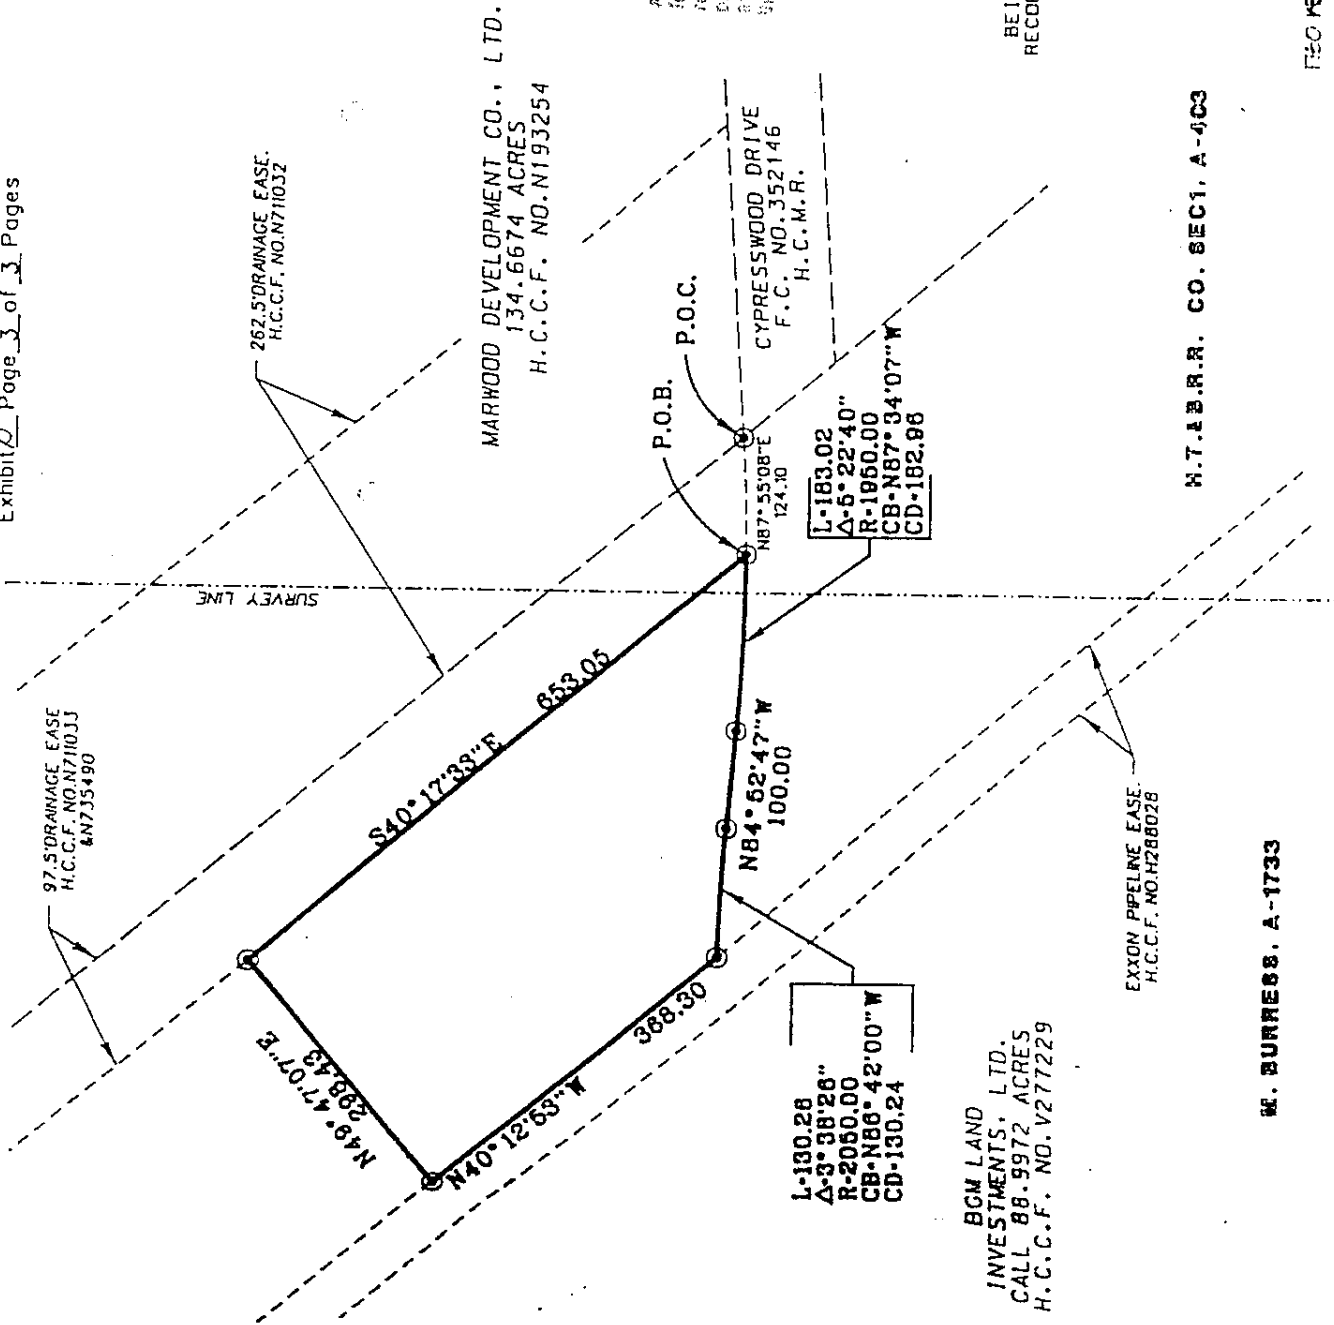 Page 3 of 3 Pages
262.5'DRAINAGE EASE.
H.C.C.F. NO.N711032
MARWOOD DEVELOPMENT CO., LTD.
134.6674 ACRES
H.C.C.F. NO.N193254
97.5'DRAINAGE EASE
H.C.C.F. NO.N711033
&N735490
SURVEY LINE
P.O.B.
P.O.C.
CYPRESSWOOD DRIVE
F.C. NO.352146
H.C.M.R.
N87°55'08"E
124.10
S40°17'33"E
653.05
L-183.02
Δ-5°22'40"
R-1950.00
CB-N87°34'07"W
CD-182.96
N84°52'47"W
100.00
N49°47'07"E
298.43
N40°12'53"W
368.30
L-130.28
Δ-3°38'26"
R-2050.00
CB-N86°42'00"W
CD-130.24
EXXON PIPELINE EASE.
H.C.C.F. NO.H288028
BGM LAND
INVESTMENTS, LTD.
CALL 88.9972 ACRES
H.C.C.F. NO.V277229
H.T.&B.R.R. CO. SEC1, A-403
W. BURRESS, A-1733